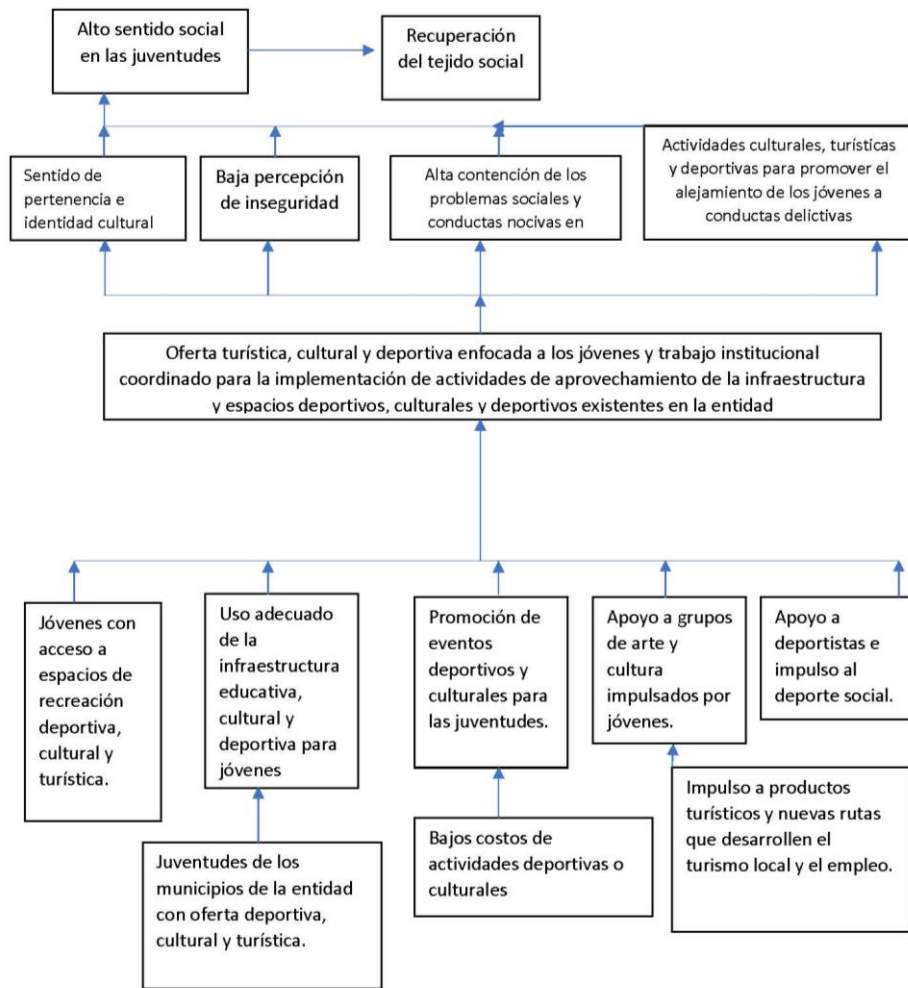 Alto sentido social
en las juventudes
Recuperación
del tejido social
Sentido de
pertenencia e
identidad cultural
Baja percepción
de inseguridad
Alta contención de los
problemas sociales y
conductas nocivas en
Actividades culturales, turísticas
y deportivas para promover el
alejamiento de los jóvenes a
conductas delictivas
Oferta turística, cultural y deportiva enfocada a los jóvenes y trabajo institucional
coordinado para la implementación de actividades de aprovechamiento de la infraestructura
y espacios deportivos, culturales y deportivos existentes en la entidad
Jóvenes con
acceso a
espacios de
recreación
deportiva,
cultural y
turística.
Uso adecuado
de la
infraestructura
educativa,
cultural y
deportiva para
jóvenes
Promoción de
eventos
deportivos y
culturales para
las juventudes.
Apoyo a grupos
de arte y
cultura
impulsados por
jóvenes.
Apoyo a
deportistas e
impulso al
deporte social.
Juventudes de los
municipios de la entidad
con oferta deportiva,
cultural y turística.
Bajos costos de
actividades deportivas o
culturales
Impulso a productos
turísticos y nuevas rutas
que desarrollen el
turismo local y el empleo.